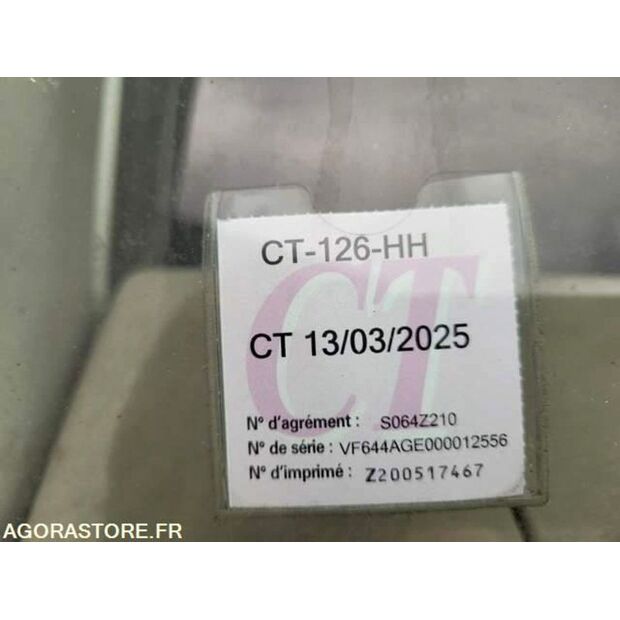 CT-126-HH
CT
CT 13/03/2025
N° d'agrément : S064Z210
N° de série : VF644AGE000012556
N° d'imprimé : Z200517467
AGORASTORE.FR